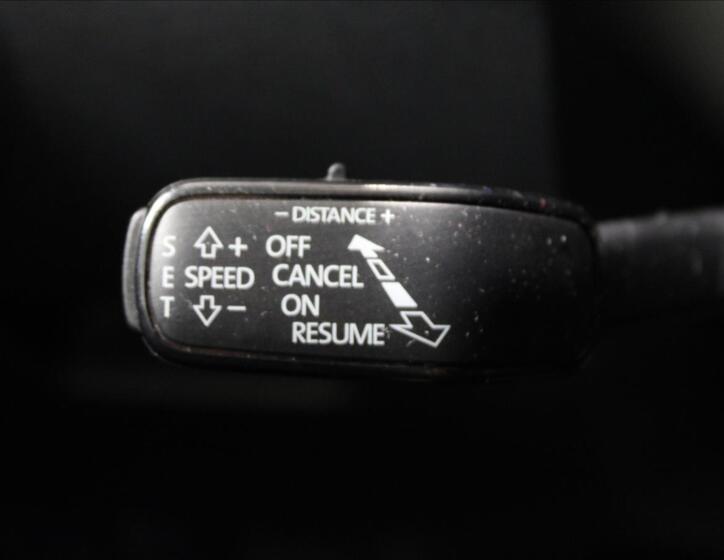 - DISTANCE +
S + OFF
E SPEED CANCEL
T - ON
RESUME